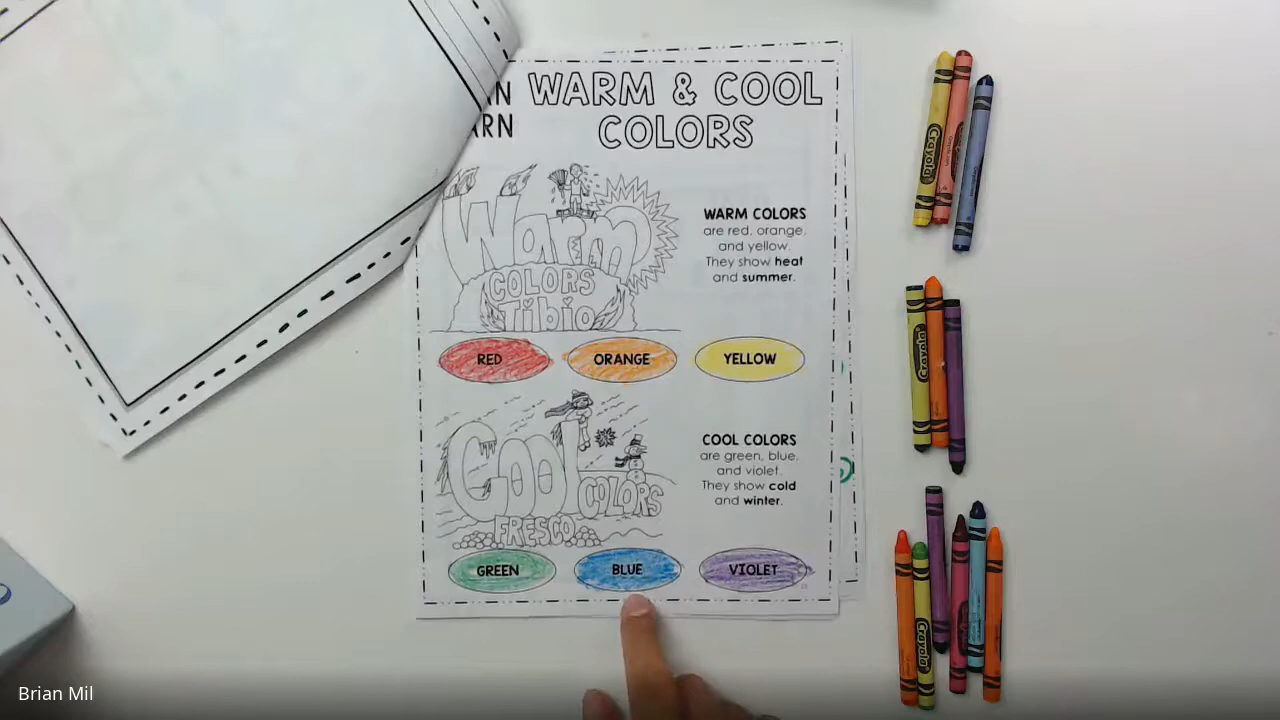 WARM & COOL
COLORS
Warm
COLORS
Tibio
WARM COLORS
are red, orange,
and yellow.
They show heat
and summer.
RED
ORANGE
YELLOW
Cool
COLORS
FRESCO
COOL COLORS
are green, blue,
and violet.
They show cold
and winter.
GREEN
BLUE
VIOLET
Crayola
Crayola
Crayola
Brian Mil